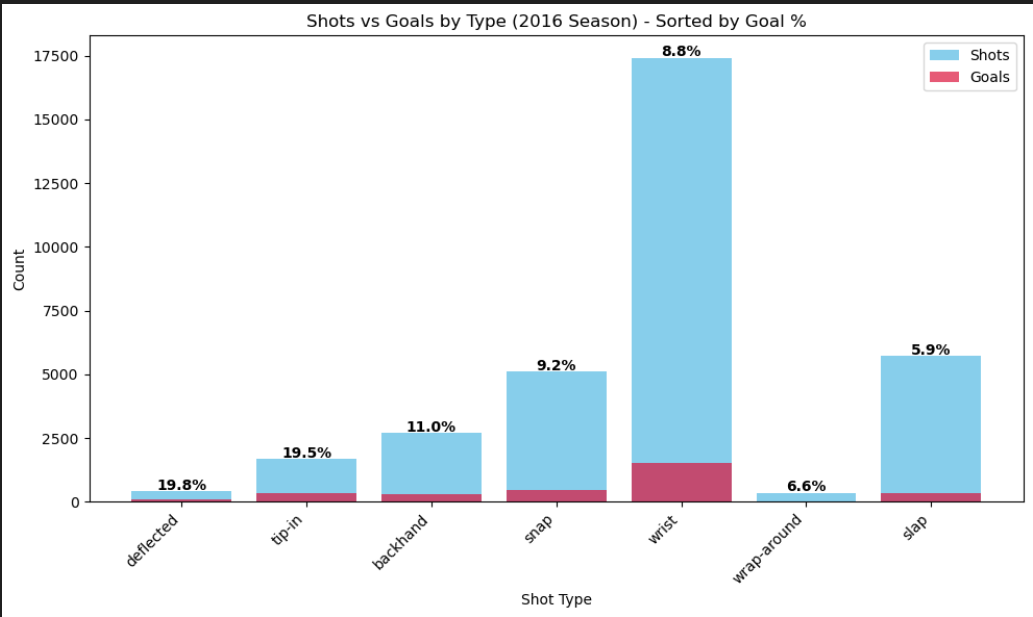 Shots vs Goals by Type (2016 Season) - Sorted by Goal %
Shots
Goals
Count
17500
15000
12500
10000
7500
5000
2500
0
19.8%
19.5%
11.0%
9.2%
8.8%
6.6%
5.9%
deflected
tip-in
backhand
snap
wrist
wrap-around
slap
Shot Type